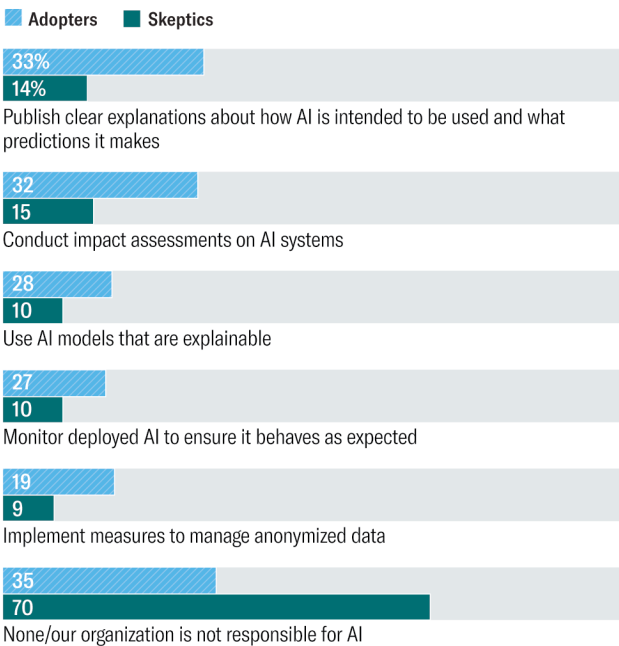 Adopters Skeptics
33%
14%
Publish clear explanations about how AI is intended to be used and what
predictions it makes
32
15
Conduct impact assessments on AI systems
28
10
Use AI models that are explainable
27
10
Monitor deployed AI to ensure it behaves as expected
19
9
Implement measures to manage anonymized data
35
70
None/our organization is not responsible for AI